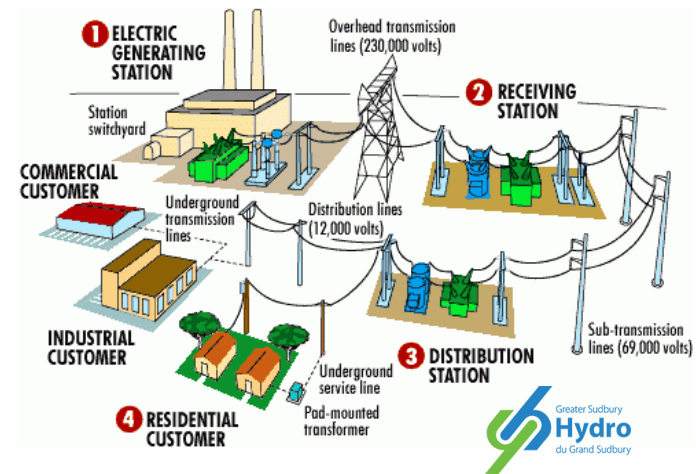 1 ELECTRIC
GENERATING
STATION
Overhead transmission
lines (230,000 volts)
2 RECEIVING
STATION
Station
switchyard
COMMERCIAL
CUSTOMER
Underground
transmission
lines
Distribution lines
(12,000 volts)
INDUSTRIAL
CUSTOMER
Sub-transmission
lines (69,000 volts)
3 DISTRIBUTION
STATION
Underground
service line
Pad-mounted
transformer
4 RESIDENTIAL
CUSTOMER
Greater Sudbury
Hydro
du Grand Sudbury